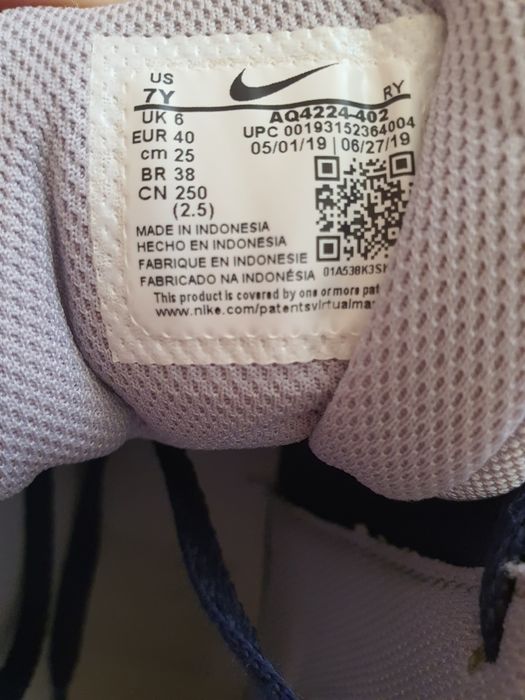 US
7Y
RY
UK 6
EUR 40
cm 25
BR 38
CN 250
(2.5)
AQ4224-402
UPC 00193152364004
05/01/19 | 06/27/19
MADE IN INDONESIA
HECHO EN INDONESIA
FABRIQUE EN INDONESIE
FABRICADO NA INDONÉSIA
01A53BK3S
This product is covered by one or more pat
www.nike.com/patentsvirtualma